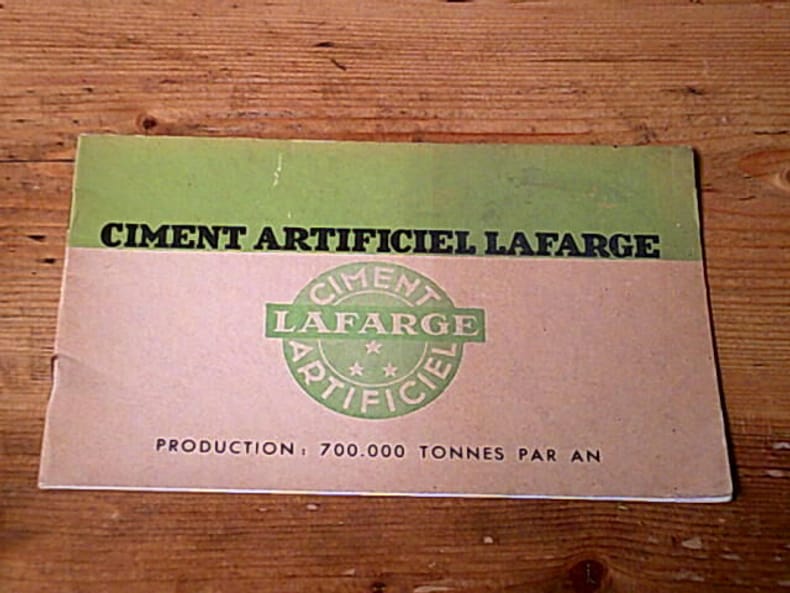 CIMENT ARTIFICIEL LAFARGE
CIMENT
LAFARGE
ARTIFICIEL
PRODUCTION : 700.000 TONNES PAR AN